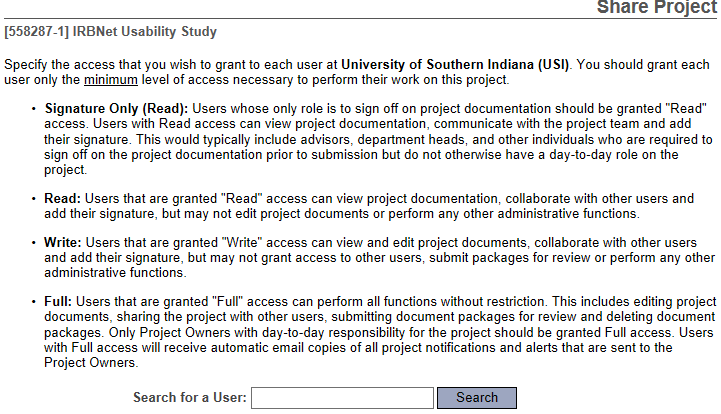 Share Project
[558287-1] IRBNet Usability Study
Specify the access that you wish to grant to each user at University of Southern Indiana (USI). You should grant each
user only the minimum level of access necessary to perform their work on this project.
• Signature Only (Read): Users whose only role is to sign off on project documentation should be granted "Read"
access. Users with Read access can view project documentation, communicate with the project team and add
their signature. This would typically include advisors, department heads, and other individuals who are required to
sign off on the project documentation prior to submission but do not otherwise have a day-to-day role on the
project.
• Read: Users that are granted "Read" access can view project documentation, collaborate with other users and
add their signature, but may not edit project documents or perform any other administrative functions.
• Write: Users that are granted "Write" access can view and edit project documents, collaborate with other users
and add their signature, but may not grant access to other users, submit packages for review or perform any other
administrative functions.
• Full: Users that are granted "Full" access can perform all functions without restriction. This includes editing project
documents, sharing the project with other users, submitting document packages for review and deleting document
packages. Only Project Owners with day-to-day responsibility for the project should be granted Full access. Users
with Full access will receive automatic email copies of all project notifications and alerts that are sent to the
Project Owners.
Search for a User: Search